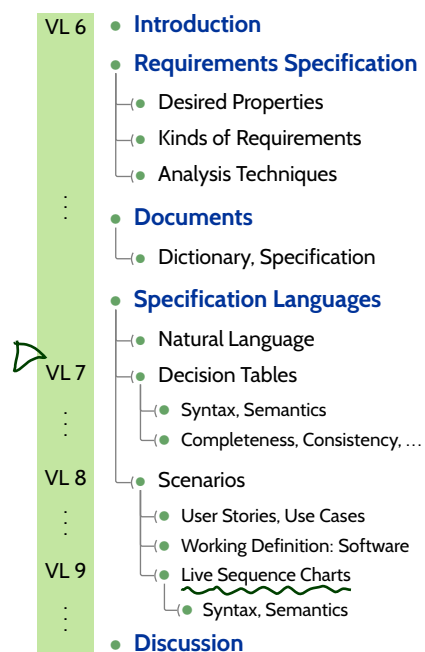 VL 6 Introduction
Requirements Specification
Desired Properties
Kinds of Requirements
Analysis Techniques
⋮
Documents
Dictionary, Specification
Specification Languages
Natural Language
VL 7 Decision Tables
Syntax, Semantics
⋮
Completeness, Consistency, ...
VL 8 Scenarios
User Stories, Use Cases
⋮
Working Definition: Software
VL 9 Live Sequence Charts
Syntax, Semantics
⋮
Discussion